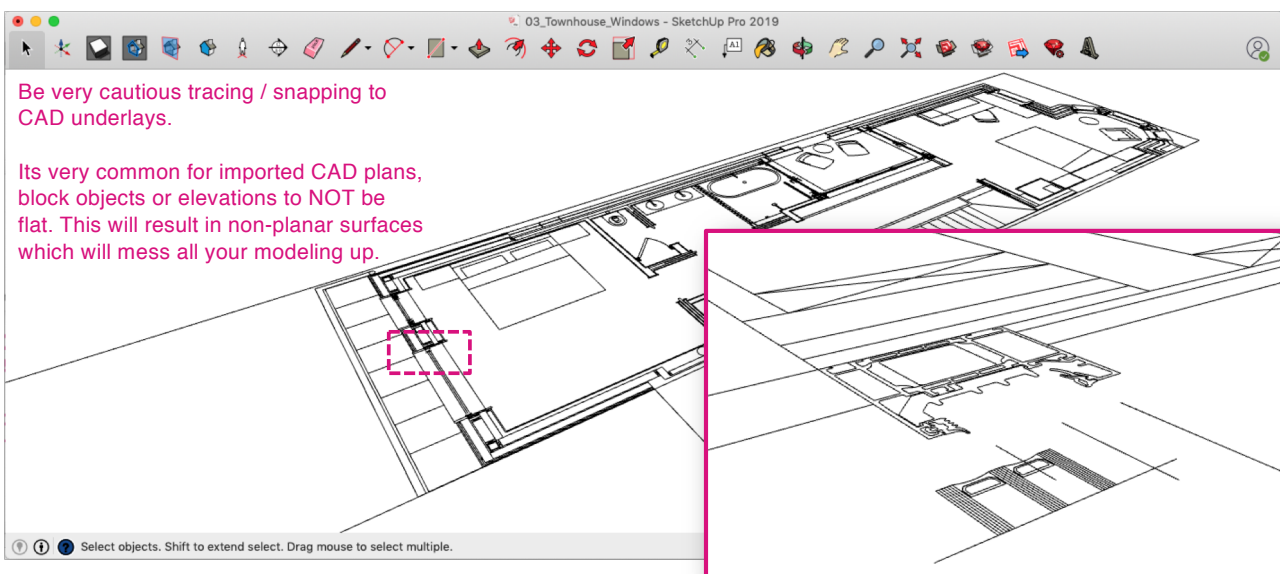 03_Townhouse_Windows - SketchUp Pro 2019
A1
Be very cautious tracing / snapping to
CAD underlays.
Its very common for imported CAD plans,
block objects or elevations to NOT be
flat. This will result in non-planar surfaces
which will mess all your modeling up.
Select objects. Shift to extend select. Drag mouse to select multiple.